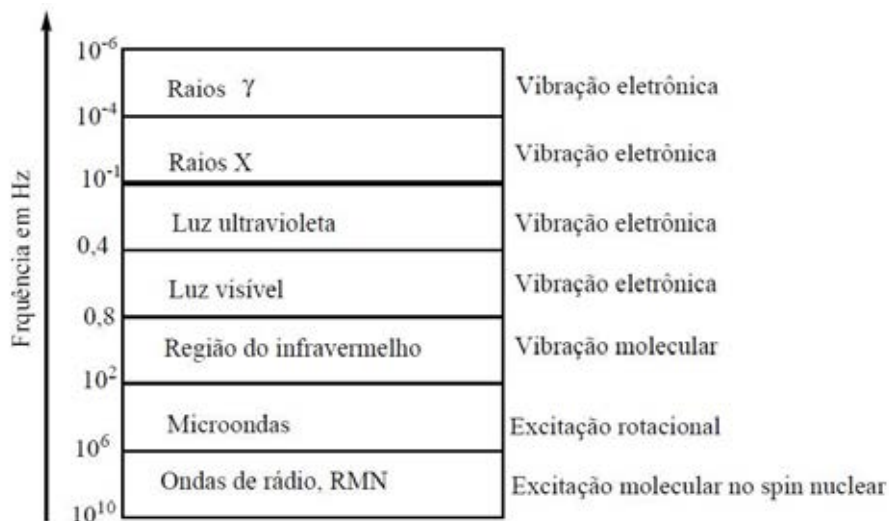 10⁻⁶
Raios γ Vibração eletrônica
10⁻⁴
Raios X Vibração eletrônica
10⁻¹
Luz ultravioleta Vibração eletrônica
0,4
Luz visível Vibração eletrônica
0,8
Região do infravermelho Vibração molecular
10²
Microondas Excitação rotacional
10⁶
Ondas de rádio, RMN Excitação molecular no spin nuclear
10¹⁰
Frquência em Hz